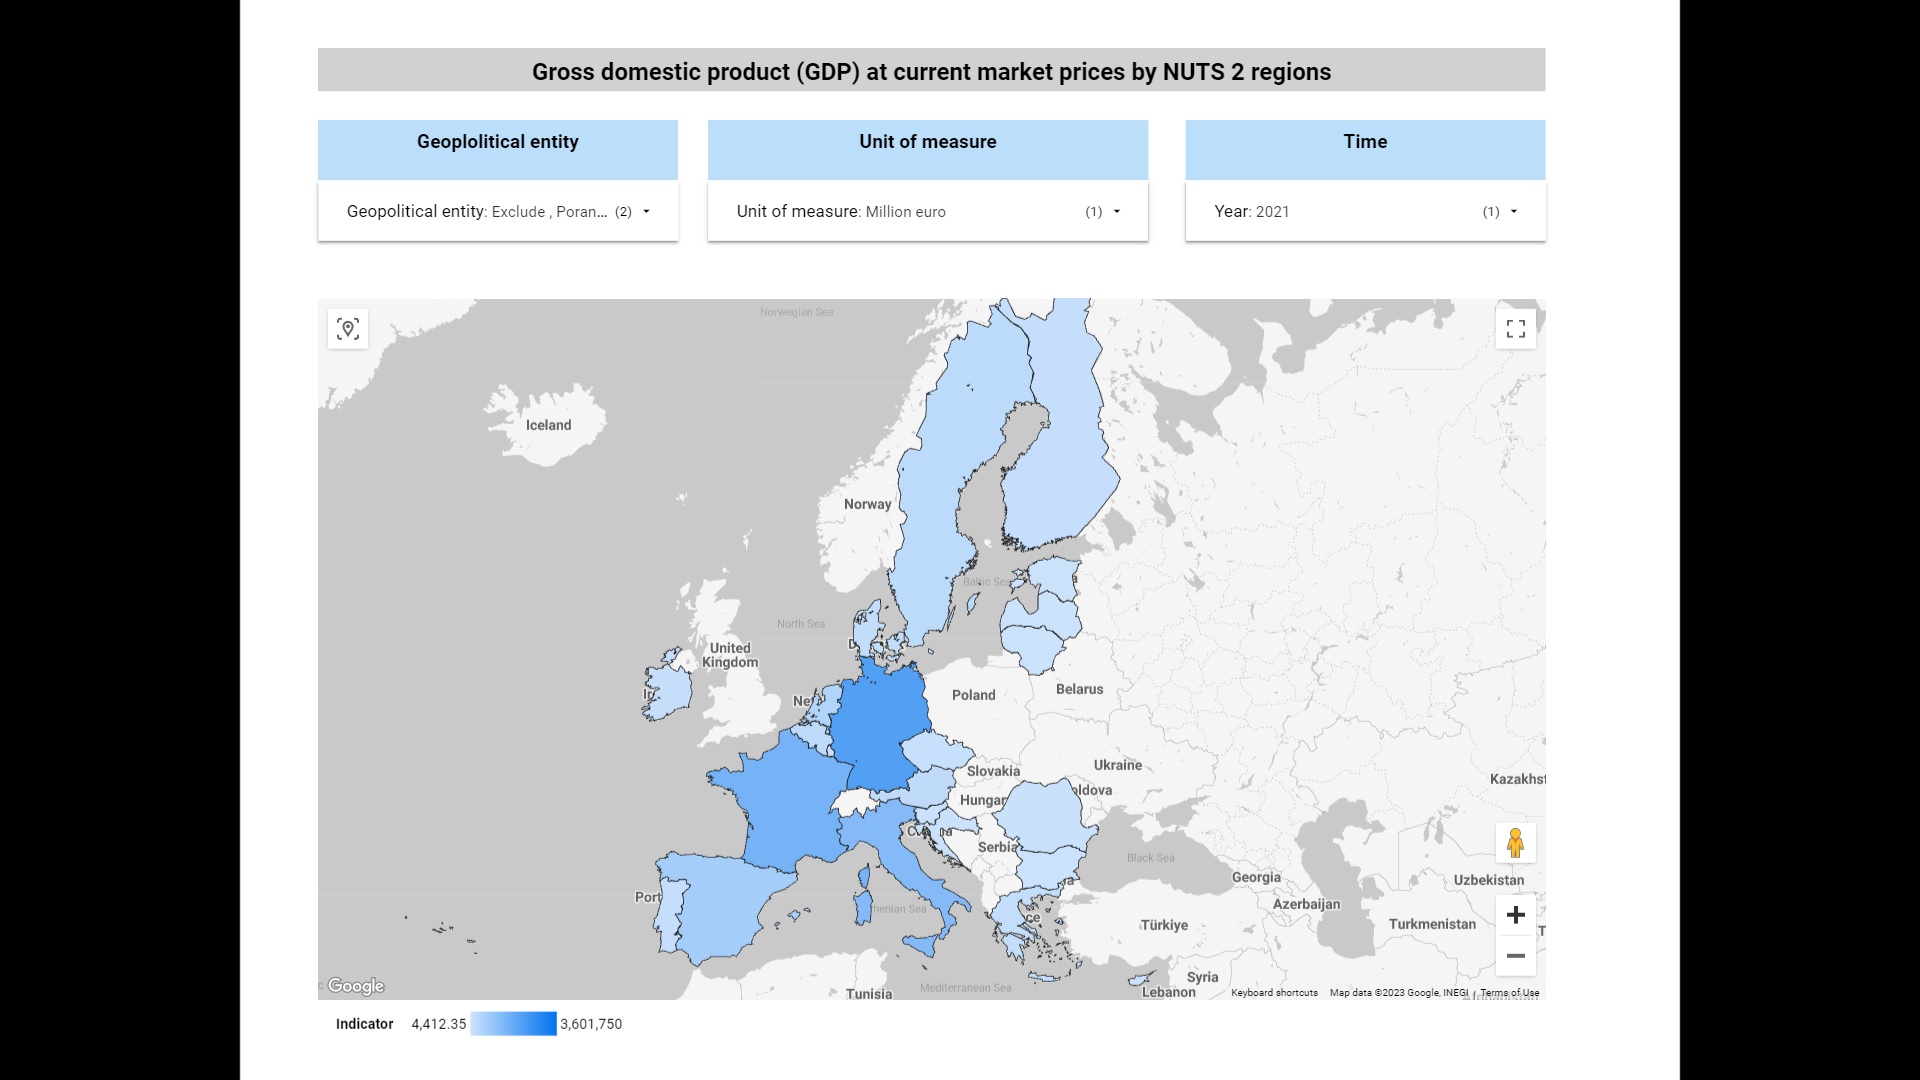 Gross domestic product (GDP) at current market prices by NUTS 2 regions
Geoplolitical entity
Unit of measure
Time
Geopolitical entity: Exclude , Poran... (2)
Unit of measure: Million euro (1)
Year: 2021 (1)
Norwegian Sea
Iceland
Norway
Baltic Sea
North Sea
United
Kingdom
D
Ir
Ne
Poland
Belarus
Slovakia
Ukraine
Hungar
oldova
Kazakhst
Serbia
Black Sea
Georgia
Uzbekistan
Port
Azerbaijan
henian Sea
ce
Türkiye
Turkmenistan
T
Syria
Lebanon
Tunisia
Mediterranean Sea
Google
Keyboard shortcuts
Map data ©2023 Google, INEGI
Terms of Use
Indicator 4,412.35 3,601,750